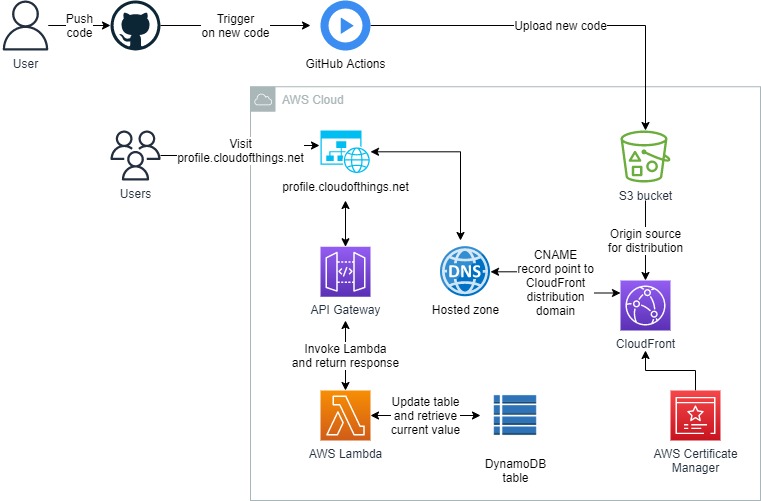 Push
code
Trigger
on new code
Upload new code
User
GitHub Actions
AWS Cloud
Visit
profile.cloudofthings.net
Users
profile.cloudofthings.net
S3 bucket
Origin source
for distribution
CNAME
record point to
CloudFront
distribution
domain
DNS
Hosted zone
API Gateway
CloudFront
Invoke Lambda
and return response
Update table
and retrieve
current value
AWS Lambda
DynamoDB
table
AWS Certificate
Manager